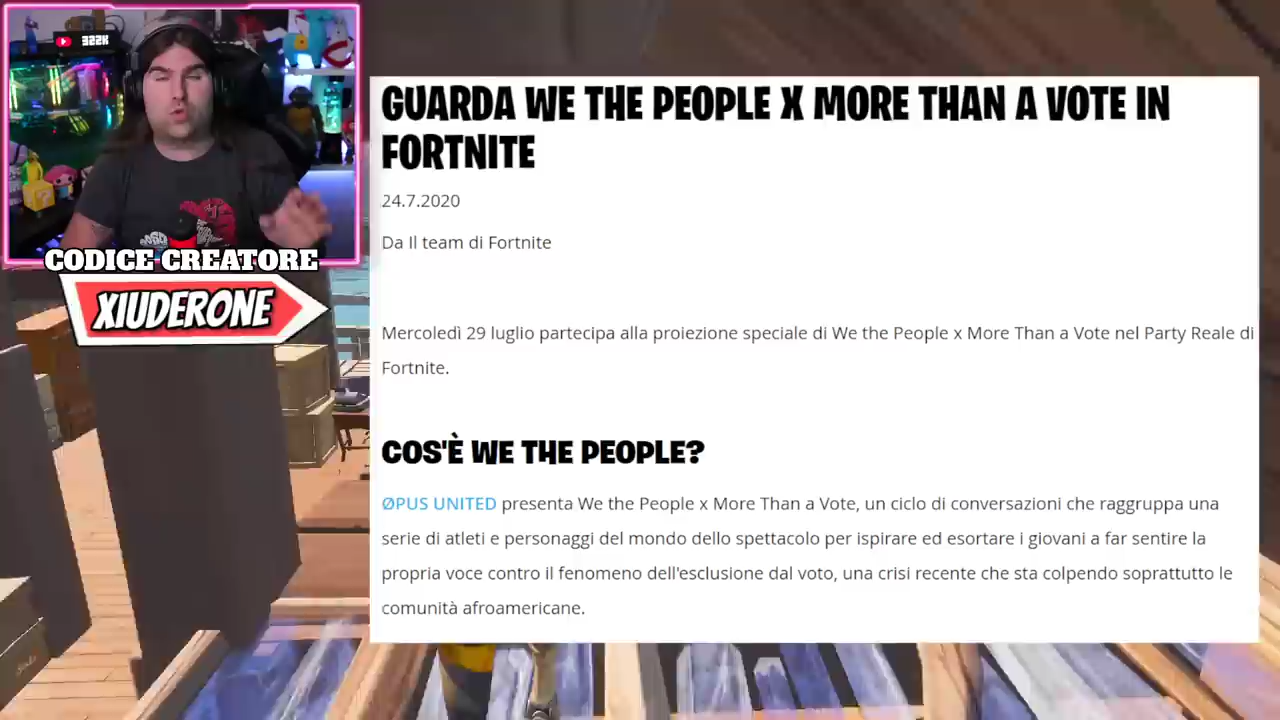 322K
CODICE CREATORE
XIUDERONE
GUARDA WE THE PEOPLE X MORE THAN A VOTE IN
FORTNITE
24.7.2020
Da Il team di Fortnite
Mercoledì 29 luglio partecipa alla proiezione speciale di We the People x More Than a Vote nel Party Reale di
Fortnite.
COS'È WE THE PEOPLE?
ØPUS UNITED presenta We the People x More Than a Vote, un ciclo di conversazioni che raggruppa una
serie di atleti e personaggi del mondo dello spettacolo per ispirare ed esortare i giovani a far sentire la
propria voce contro il fenomeno dell'esclusione dal voto, una crisi recente che sta colpendo soprattutto le
comunità afroamericane.